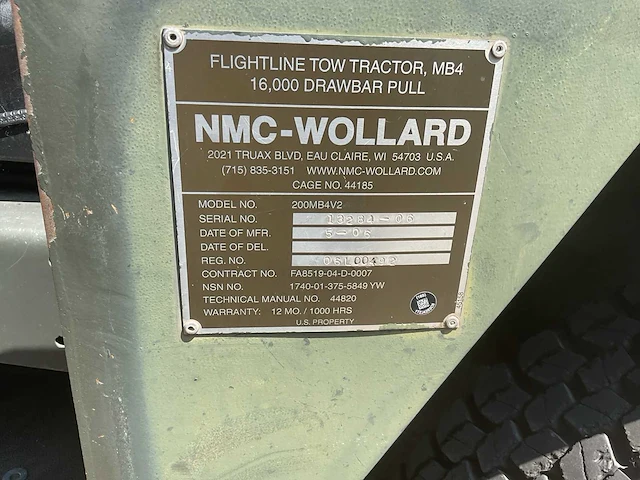 FLIGHTLINE TOW TRACTOR, MB4
16,000 DRAWBAR PULL
NMC-WOLLARD
2021 TRUAX BLVD, EAU CLAIRE, WI 54703 U.S.A.
(715) 835-3151 WWW.NMC-WOLLARD.COM
CAGE NO. 44185
MODEL NO. 200MB4V2
SERIAL NO.
DATE OF MFR. 5-06
DATE OF DEL.
REG. NO.
CONTRACT NO. FA8519-04-D-0007
NSN NO. 1740-01-375-5849 YW
TECHNICAL MANUAL NO. 44820
WARRANTY: 12 MO. / 1000 HRS
U.S. PROPERTY